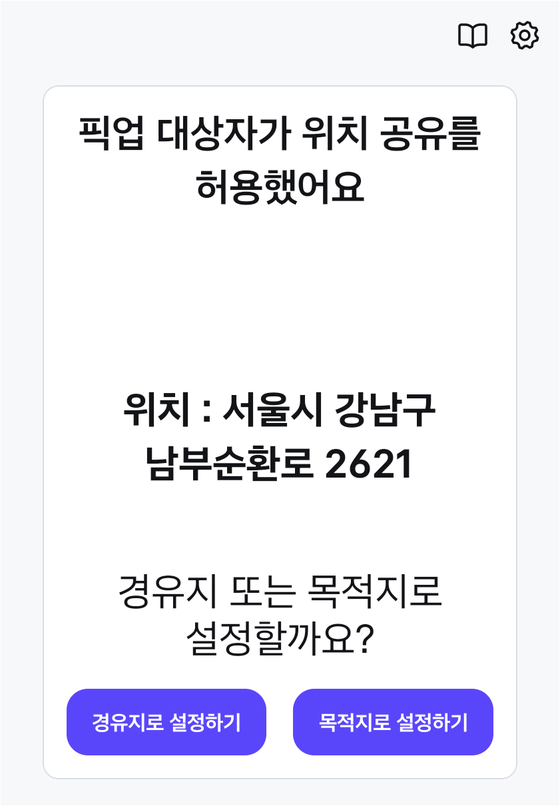 픽업 대상자가 위치 공유를
허용했어요
위치 : 서울시 강남구
남부순환로 2621
경유지 또는 목적지로
설정할까요?
경유지로 설정하기
목적지로 설정하기